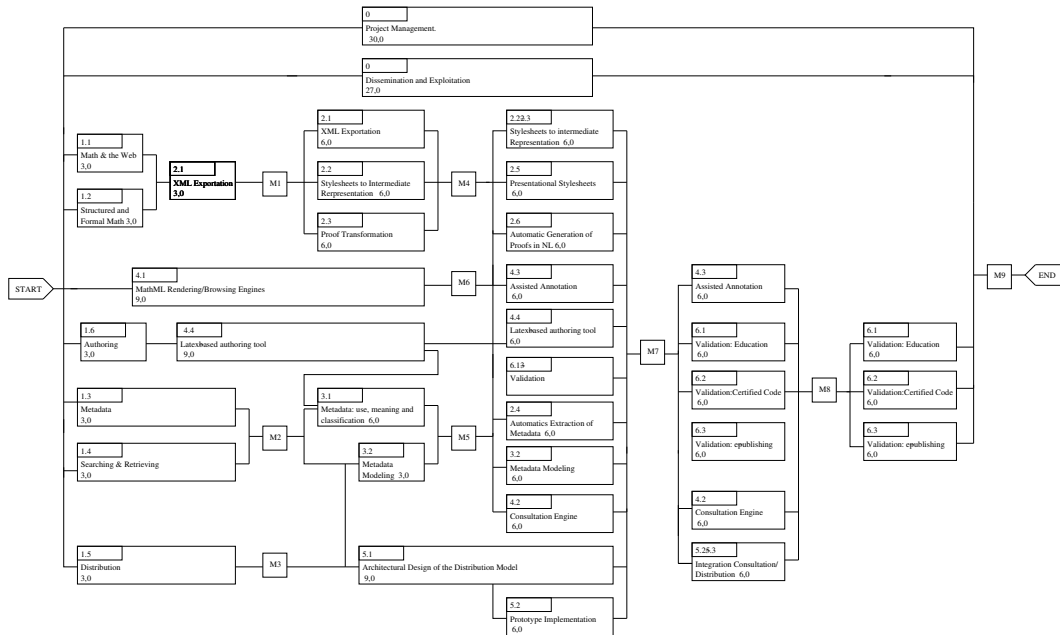 0
Project Management.
30,0
0
Dissemination and Exploitation
27,0
1.1
Math & the Web
3,0
1.2
Structured and
Formal Math 3,0
2.1
XML Exportation
3,0
M1
2.1
XML Exportation
6,0
2.2
Stylesheets to Intermediate
Rerpresentation 6,0
2.3
Proof Transformation
6,0
M4
2.22.3
Stylesheets to intermediate
Representation 6,0
2.5
Presentational Stylesheets
6,0
2.6
Automatic Generation of
Proofs in NL 6,0
START
4.1
MathML Rendering/Browsing Engines
9,0
M6
4.3
Assisted Annotation
6,0
1.6
Authoring
3,0
4.4
Latexbased authoring tool
9,0
4.4
Latexbased authoring tool
6,0
6.13
Validation
6,0
1.3
Metadata
3,0
1.4
Searching & Retrieving
3,0
M2
3.1
Metadata: use, meaning and
classification 6,0
3.2
Metadata
Modeling 3,0
M5
2.4
Automatics Extraction of
Metadata 6,0
3.2
Metadata Modeling
6,0
4.2
Consultation Engine
6,0
1.5
Distribution
3,0
M3
5.1
Architectural Design of the Distribution Model
9,0
5.2
Prototype Implementation
6,0
M7
4.3
Assisted Annotation
6,0
6.1
Validation: Education
6,0
6.2
Validation:Certified Code
6,0
6.3
Validation: epublishing
6,0
4.2
Consultation Engine
6,0
5.25.3
Integration Consultation/
Distribution 6,0
M8
6.1
Validation: Education
6,0
6.2
Validation:Certified Code
6,0
6.3
Validation: epublishing
6,0
M9
END